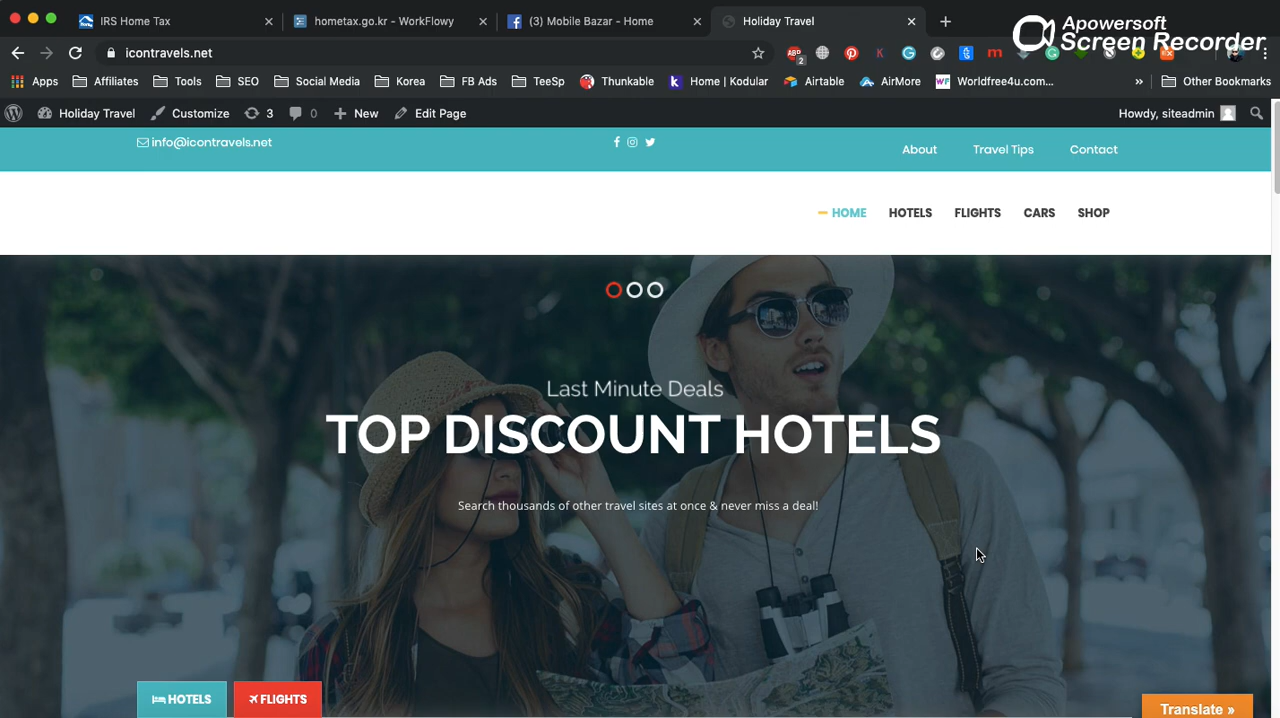 IRS Home Tax
hometax.go.kr - WorkFlowy
(3) Mobile Bazar - Home
Holiday Travel
Apowersoft
Screen Recorder
icontravels.net
2
Apps
Affiliates
Tools
SEO
Social Media
Korea
FB Ads
TeeSp
Thunkable
Home | Kodular
Airtable
AirMore
Worldfree4u.com...
»
Other Bookmarks
Holiday Travel
Customize
3
0
New
Edit Page
Howdy, siteadmin
info@icontravels.net
About
Travel Tips
Contact
HOME
HOTELS
FLIGHTS
CARS
SHOP
Last Minute Deals
TOP DISCOUNT HOTELS
Search thousands of other travel sites at once & never miss a deal!
HOTELS
FLIGHTS
Translate »